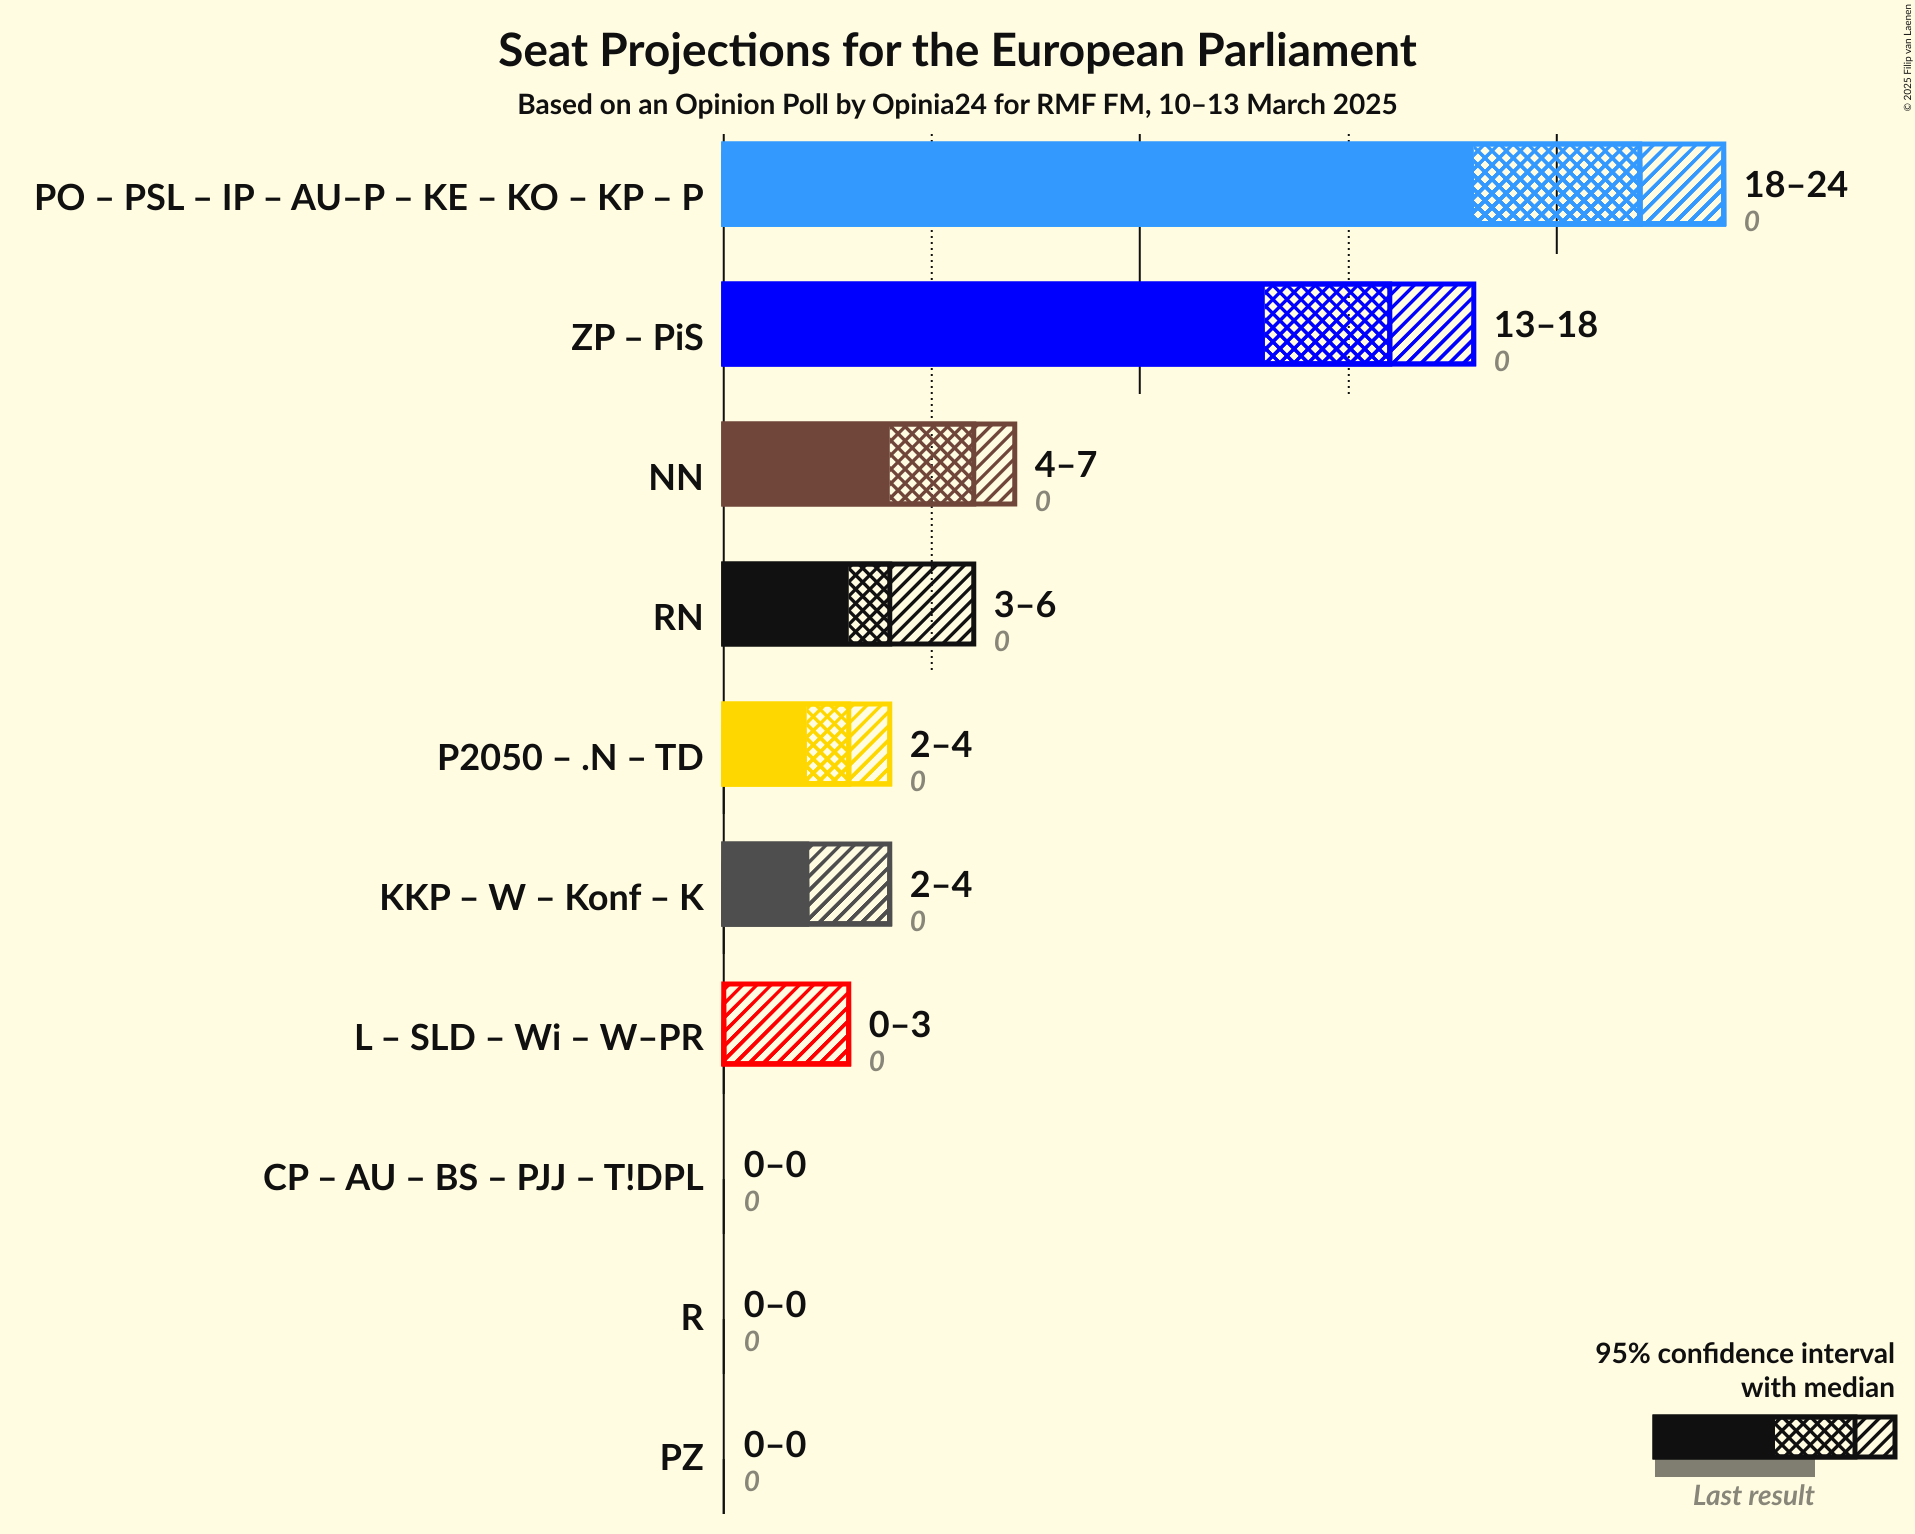 Seat Projections for the European Parliament
Based on an Opinion Poll by Opinia24 for RMF FM, 10–13 March 2025
© 2025 Filip van Laenen
PO – PSL – IP – AU–P – KE – KO – KP – P
18–24
0
ZP – PiS
13–18
0
NN
4–7
0
RN
3–6
0
P2050 – .N – TD
2–4
0
KKP – W – Konf – K
2–4
0
L – SLD – Wi – W–PR
0–3
0
CP – AU – BS – PJJ – T!DPL
0–0
0
R
0–0
0
PZ
0–0
0
95% confidence interval
with median
Last result